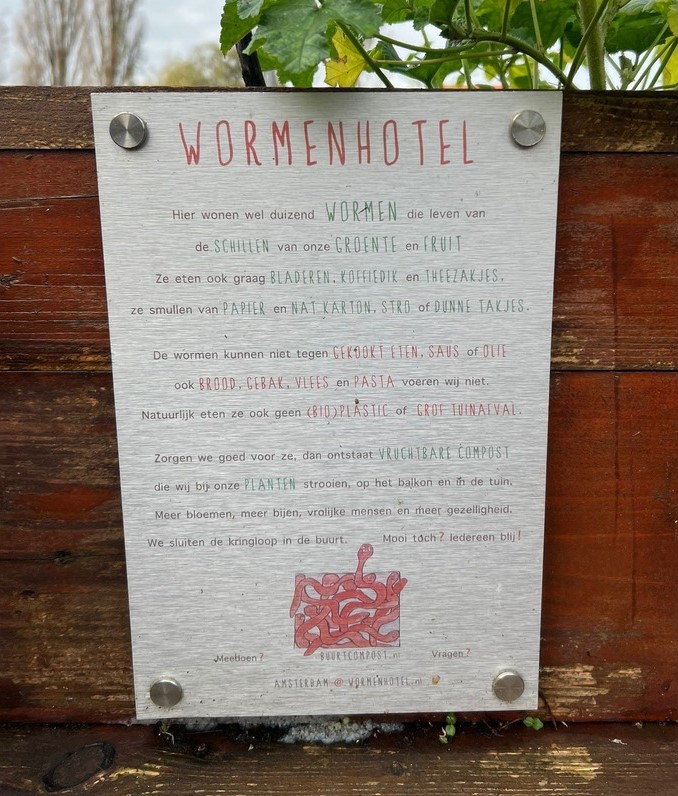 WORMENHOTEL
Hier wonen wel duizend WORMEN die leven van
de SCHILLEN van onze GROENTE en FRUIT
Ze eten ook graag BLADEREN, KOFFIEDIK en THEEZAKJES,
ze smullen van PAPIER en NAT KARTON, STRO of DUNNE TAKJES.
De wormen kunnen niet tegen GEKOOKT ETEN, SAUS of OLIE
ook BROOD, GEBAK, VLEES en PASTA voeren wij niet.
Natuurlijk eten ze ook geen (BIO)PLASTIC of GROF TUINAFVAL.
Zorgen we goed voor ze, dan ontstaat VRUCHTBARE COMPOST
die wij bij onze PLANTEN strooien, op het balkon en in de tuin.
Meer bloemen, meer bijen, vrolijke mensen en meer gezelligheid.
We sluiten de kringloop in de buurt. Mooi tòch? Iedereen blij!
Meedoen? BUURTCOMPOST.nl Vragen?
AMSTERDAM @ WORMENHOTEL.nl